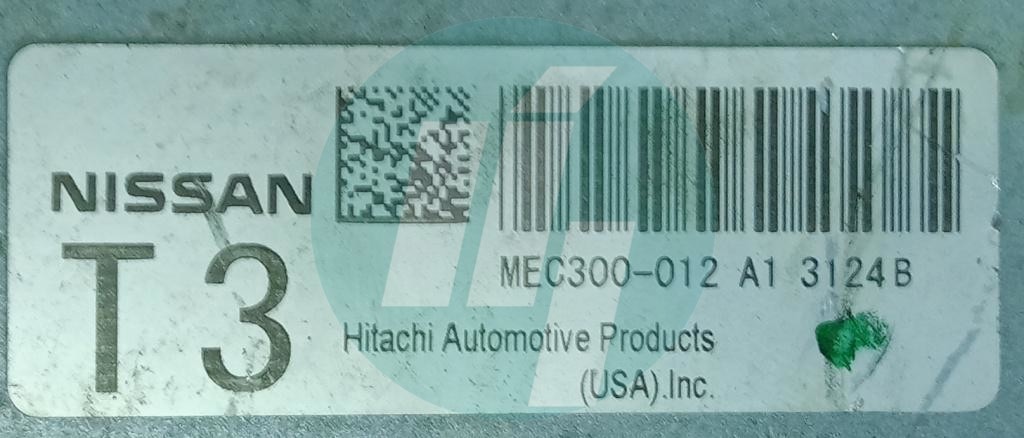 NISSAN
T3
MEC300-012 A1 3124B
Hitachi Automotive Products
(USA).Inc.